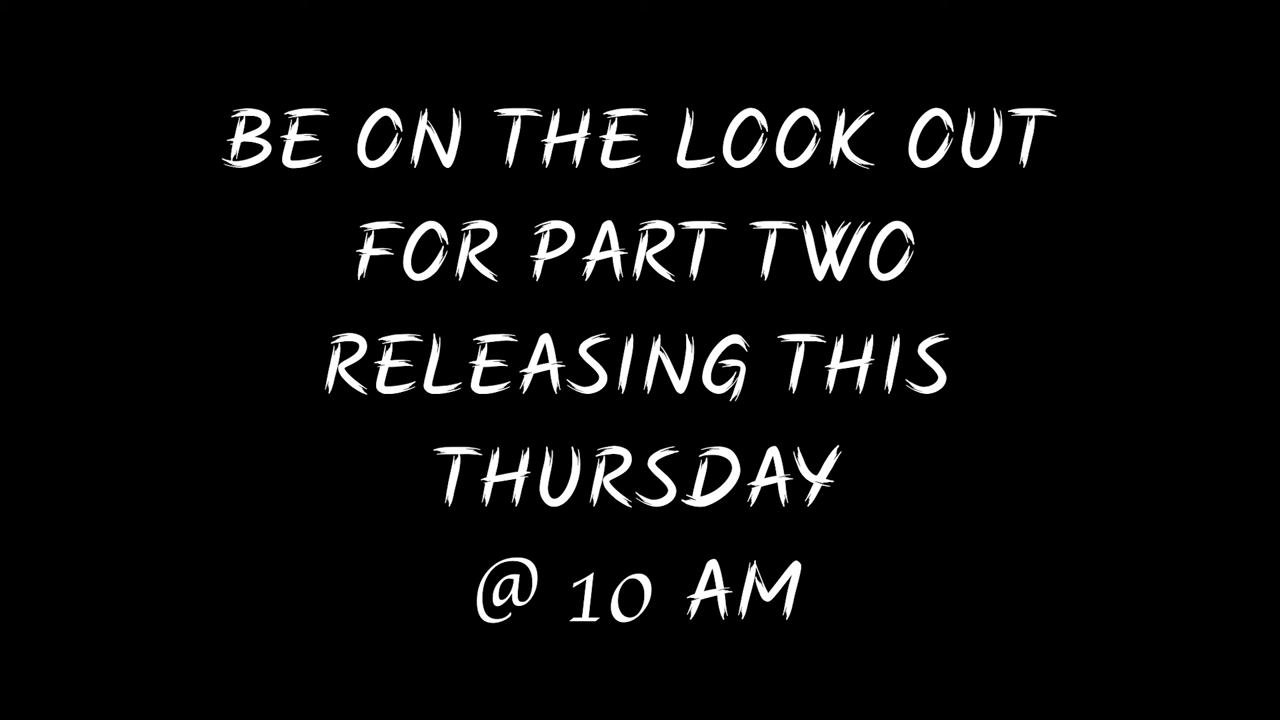 BE ON THE LOOK OUT
FOR PART TWO
RELEASING THIS
THURSDAY
@ 10 AM